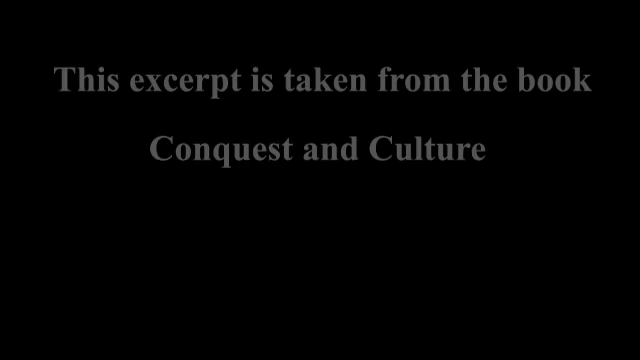 This excerpt is taken from the book
Conquest and Culture